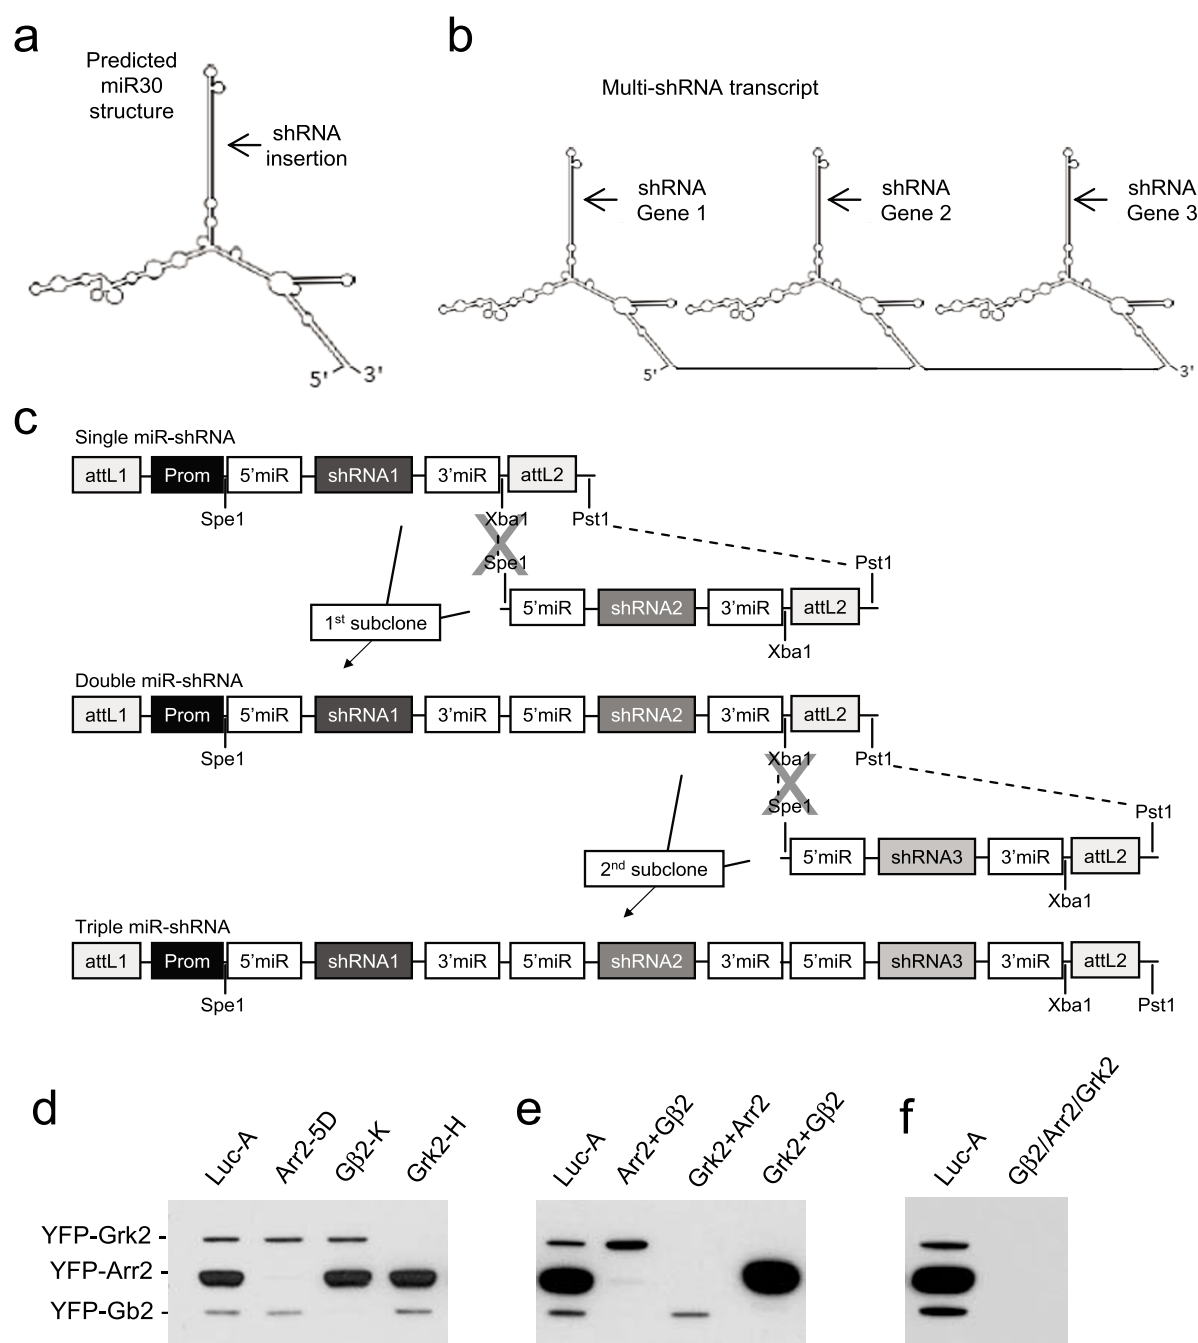 a
Predicted
miR30
structure
shRNA
insertion
5' 3'
b
Multi-shRNA transcript
shRNA
Gene 1
shRNA
Gene 2
shRNA
Gene 3
5' 3'
c
Single miR-shRNA
attL1 Prom 5'miR shRNA1 3'miR attL2
Spe1 Xba1 Pst1
Spe1 Pst1
5'miR shRNA2 3'miR attL2
1st subclone
Xba1
Double miR-shRNA
attL1 Prom 5'miR shRNA1 3'miR 5'miR shRNA2 3'miR attL2
Spe1 Xba1 Pst1
Spe1 Pst1
5'miR shRNA3 3'miR attL2
2nd subclone
Xba1
Triple miR-shRNA
attL1 Prom 5'miR shRNA1 3'miR 5'miR shRNA2 3'miR 5'miR shRNA3 3'miR attL2
Spe1 Xba1 Pst1
d
Luc-A
Arr2-5D
Gβ2-K
Grk2-H
YFP-Grk2 -
YFP-Arr2 -
YFP-Gb2 -
e
Luc-A
Arr2+Gβ2
Grk2+Arr2
Grk2+Gβ2
f
Luc-A
Gβ2/Arr2/Grk2